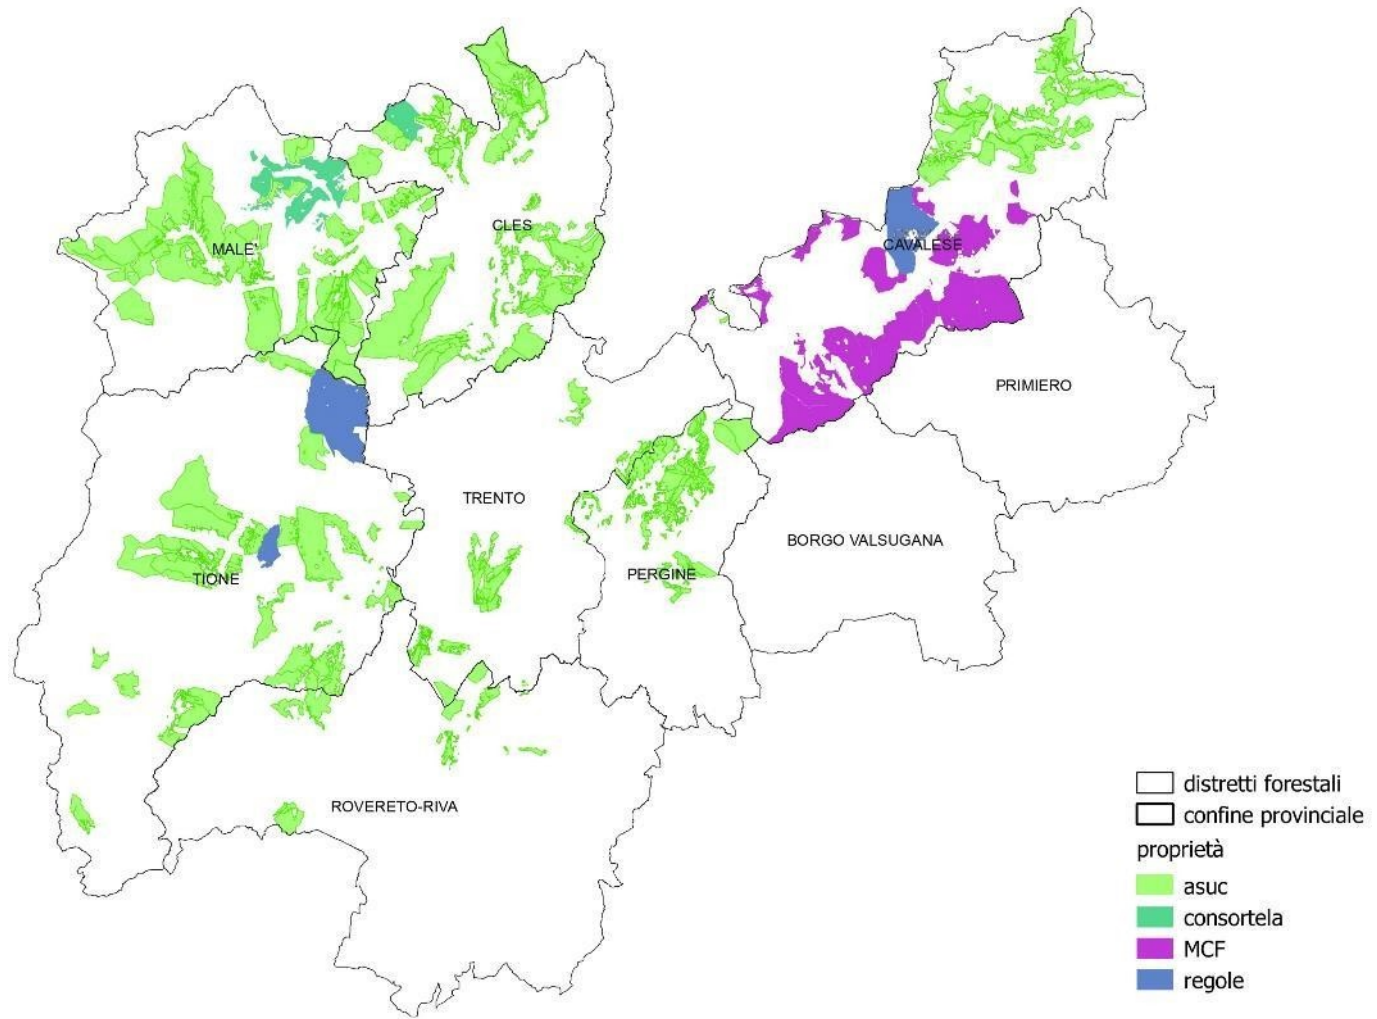 CLES
MALE'
CAVALESE
PRIMIERO
TRENTO
BORGO VALSUGANA
PERGINE
TIONE
ROVERETO-RIVA
distretti forestali
confine provinciale
proprietà
asuc
consortela
MCF
regole